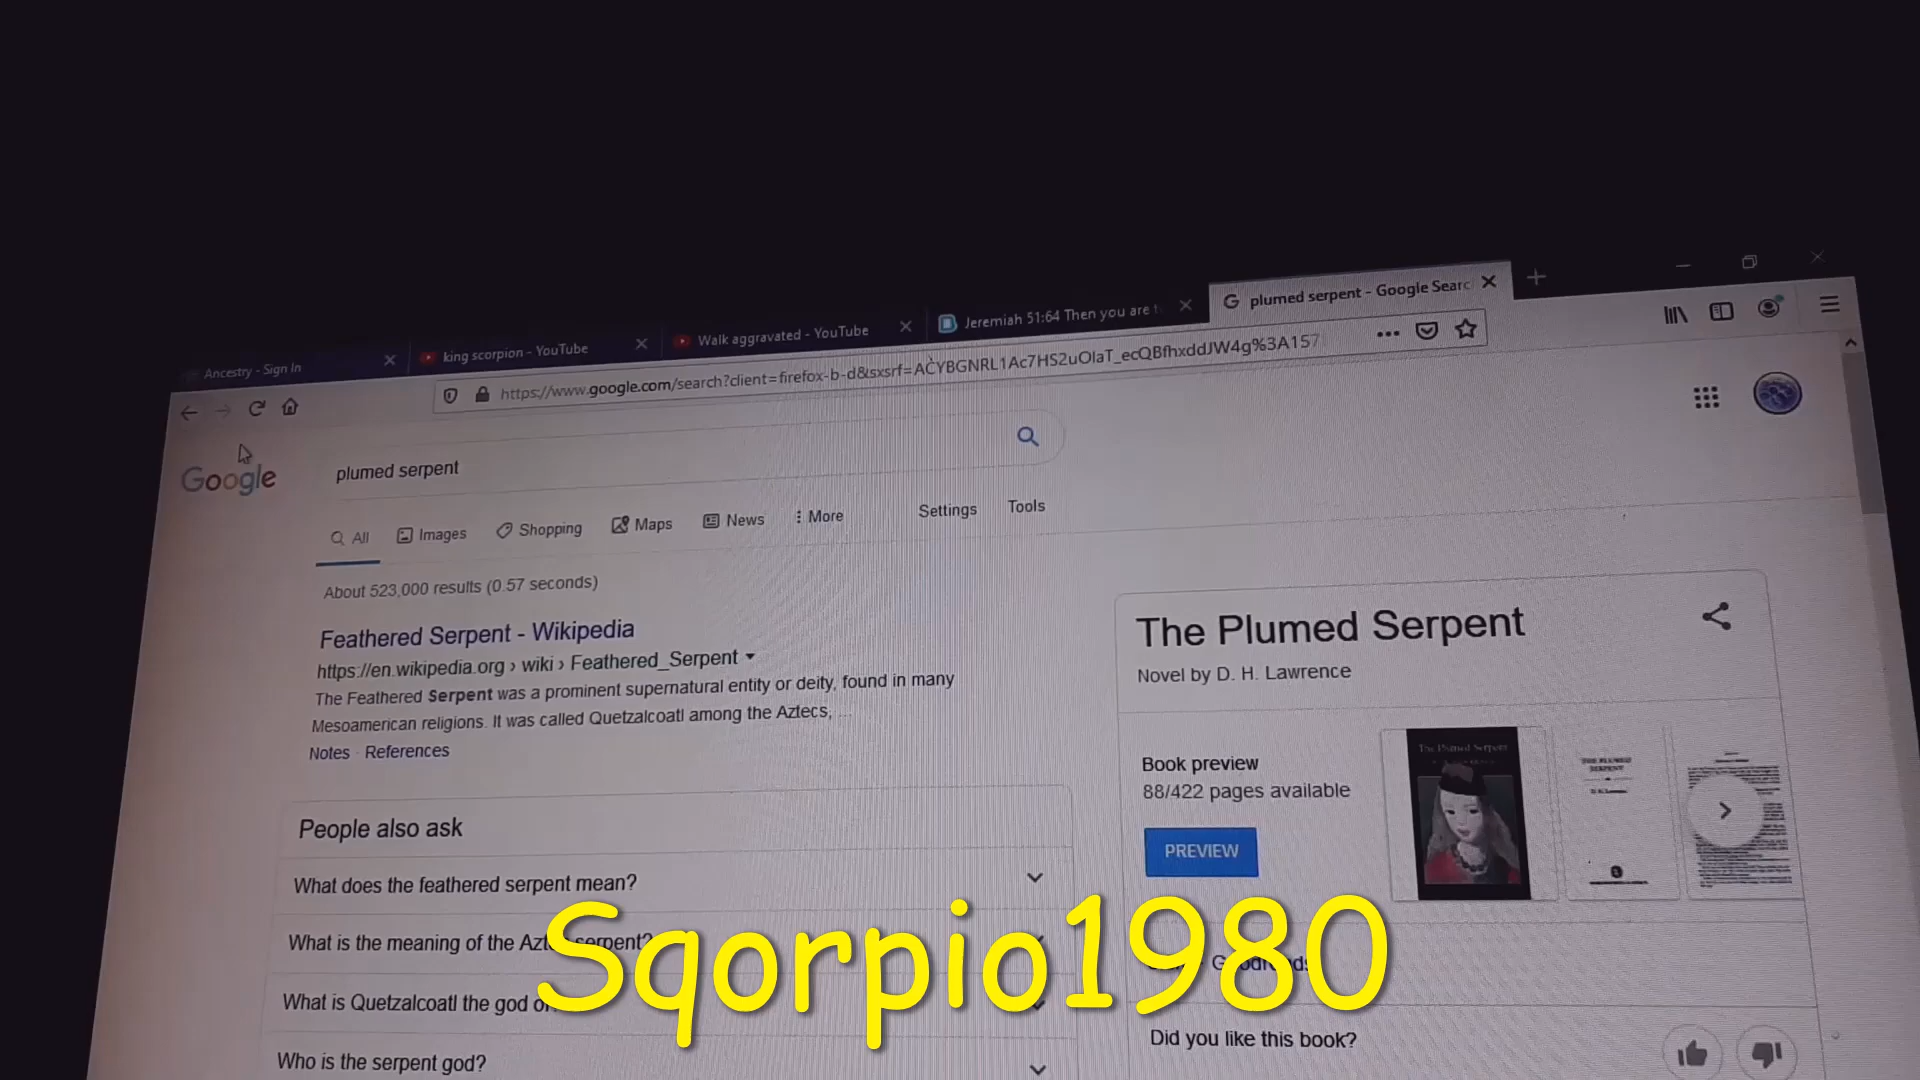 Ancestry - Sign In
king scorpion - YouTube
Walk aggravated - YouTube
Jeremiah 51:64 Then you are t
plumed serpent - Google Searc
https://www.google.com/search?client=firefox-b-d&sxsrf=
Google
plumed serpent
All
Images
Shopping
Maps
News
More
Settings
Tools
About 523,000 results (0.57 seconds)
Feathered Serpent - Wikipedia
https://en.wikipedia.org › wiki › Feathered_Serpent
The Feathered Serpent was a prominent supernatural entity or deity, found in many
Mesoamerican religions. It was called Quetzalcoatl among the Aztecs, ...
Notes · References
People also ask
What does the feathered serpent mean?
What is the meaning of the Azt serpent?
What is Quetzalcoatl the god o
Who is the serpent god?
The Plumed Serpent
Novel by D. H. Lawrence
Book preview
88/422 pages available
PREVIEW
The Plumed Serpent
THE PLUMED
SERPENT
Did you like this book?
Sqorpio1980